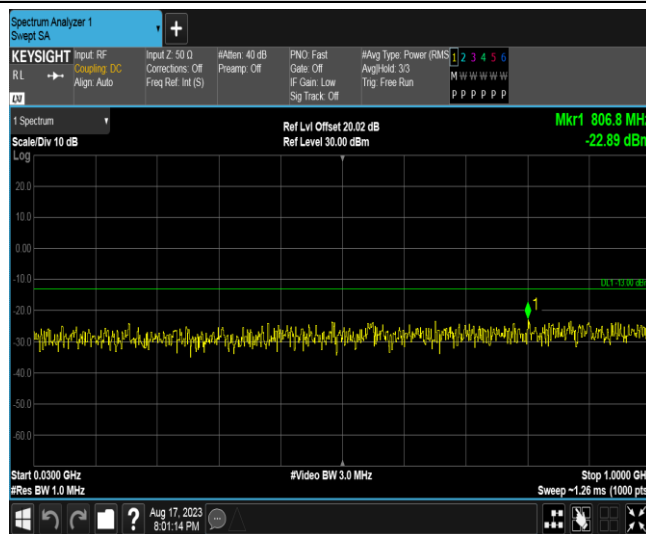 Spectrum Analyzer 1
Swept SA
+
KEYSIGHT
RL
LXI
Input: RF
Coupling: DC
Align: Auto
Input Z: 50 Ω
Corrections: Off
Freq Ref: Int (S)
#Atten: 40 dB
Preamp: Off
PNO: Fast
Gate: Off
IF Gain: Low
Sig Track: Off
#Avg Type: Power (RMS
Avg|Hold: 3/3
Trig: Free Run
1 2 3 4 5 6
M W W W W W
P P P P P P
1 Spectrum
Scale/Div 10 dB
Log
Ref Lvl Offset 20.02 dB
Ref Level 30.00 dBm
Mkr1 806.8 MHz
-22.89 dBm
20.0
10.0
0.00
-10.0
DL1 -13.00 dBm
1
-20.0
-30.0
-40.0
-50.0
-60.0
Start 0.0300 GHz
#Res BW 1.0 MHz
#Video BW 3.0 MHz
Stop 1.0000 GH
Sweep ~1.26 ms (1000 pts
?
Aug 17, 2023
8:01:14 PM